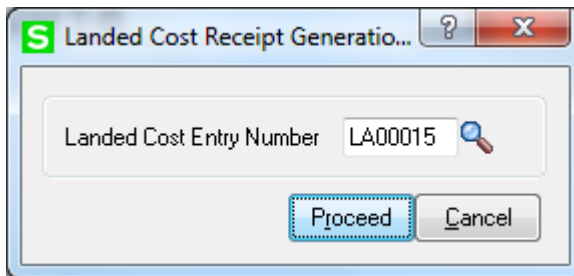 S Landed Cost Receipt Generatio... ? X
Landed Cost Entry Number LA00015
Proceed Cancel